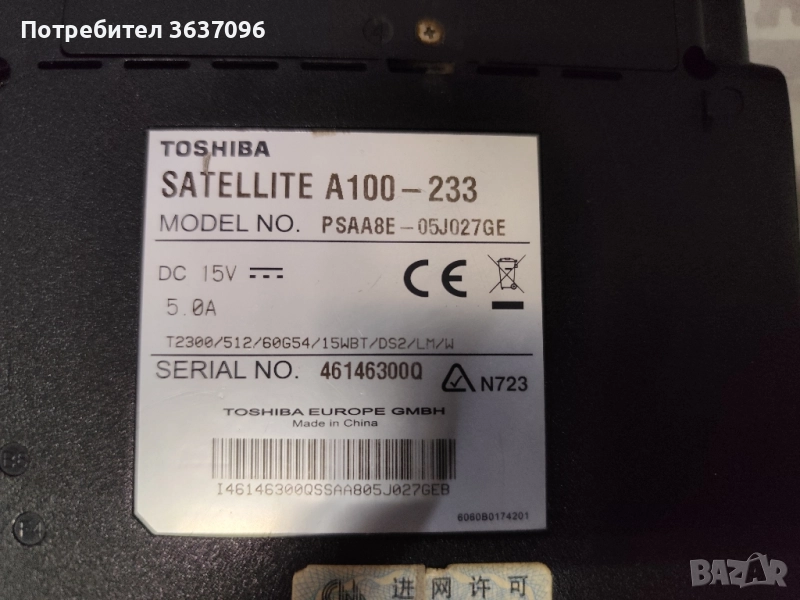 Потребител 3637096
TOSHIBA
SATELLITE A100-233
MODEL NO. PSAA8E-05J027GE
DC 15V
5.0A
T2300/512/60G54/15WBT/DS2/LM/W
SERIAL NO. 46146300Q N723
TOSHIBA EUROPE GMBH
Made in China
I46146300QSSAA805J027GEB
6060B0174201
进网许可
BAZAR